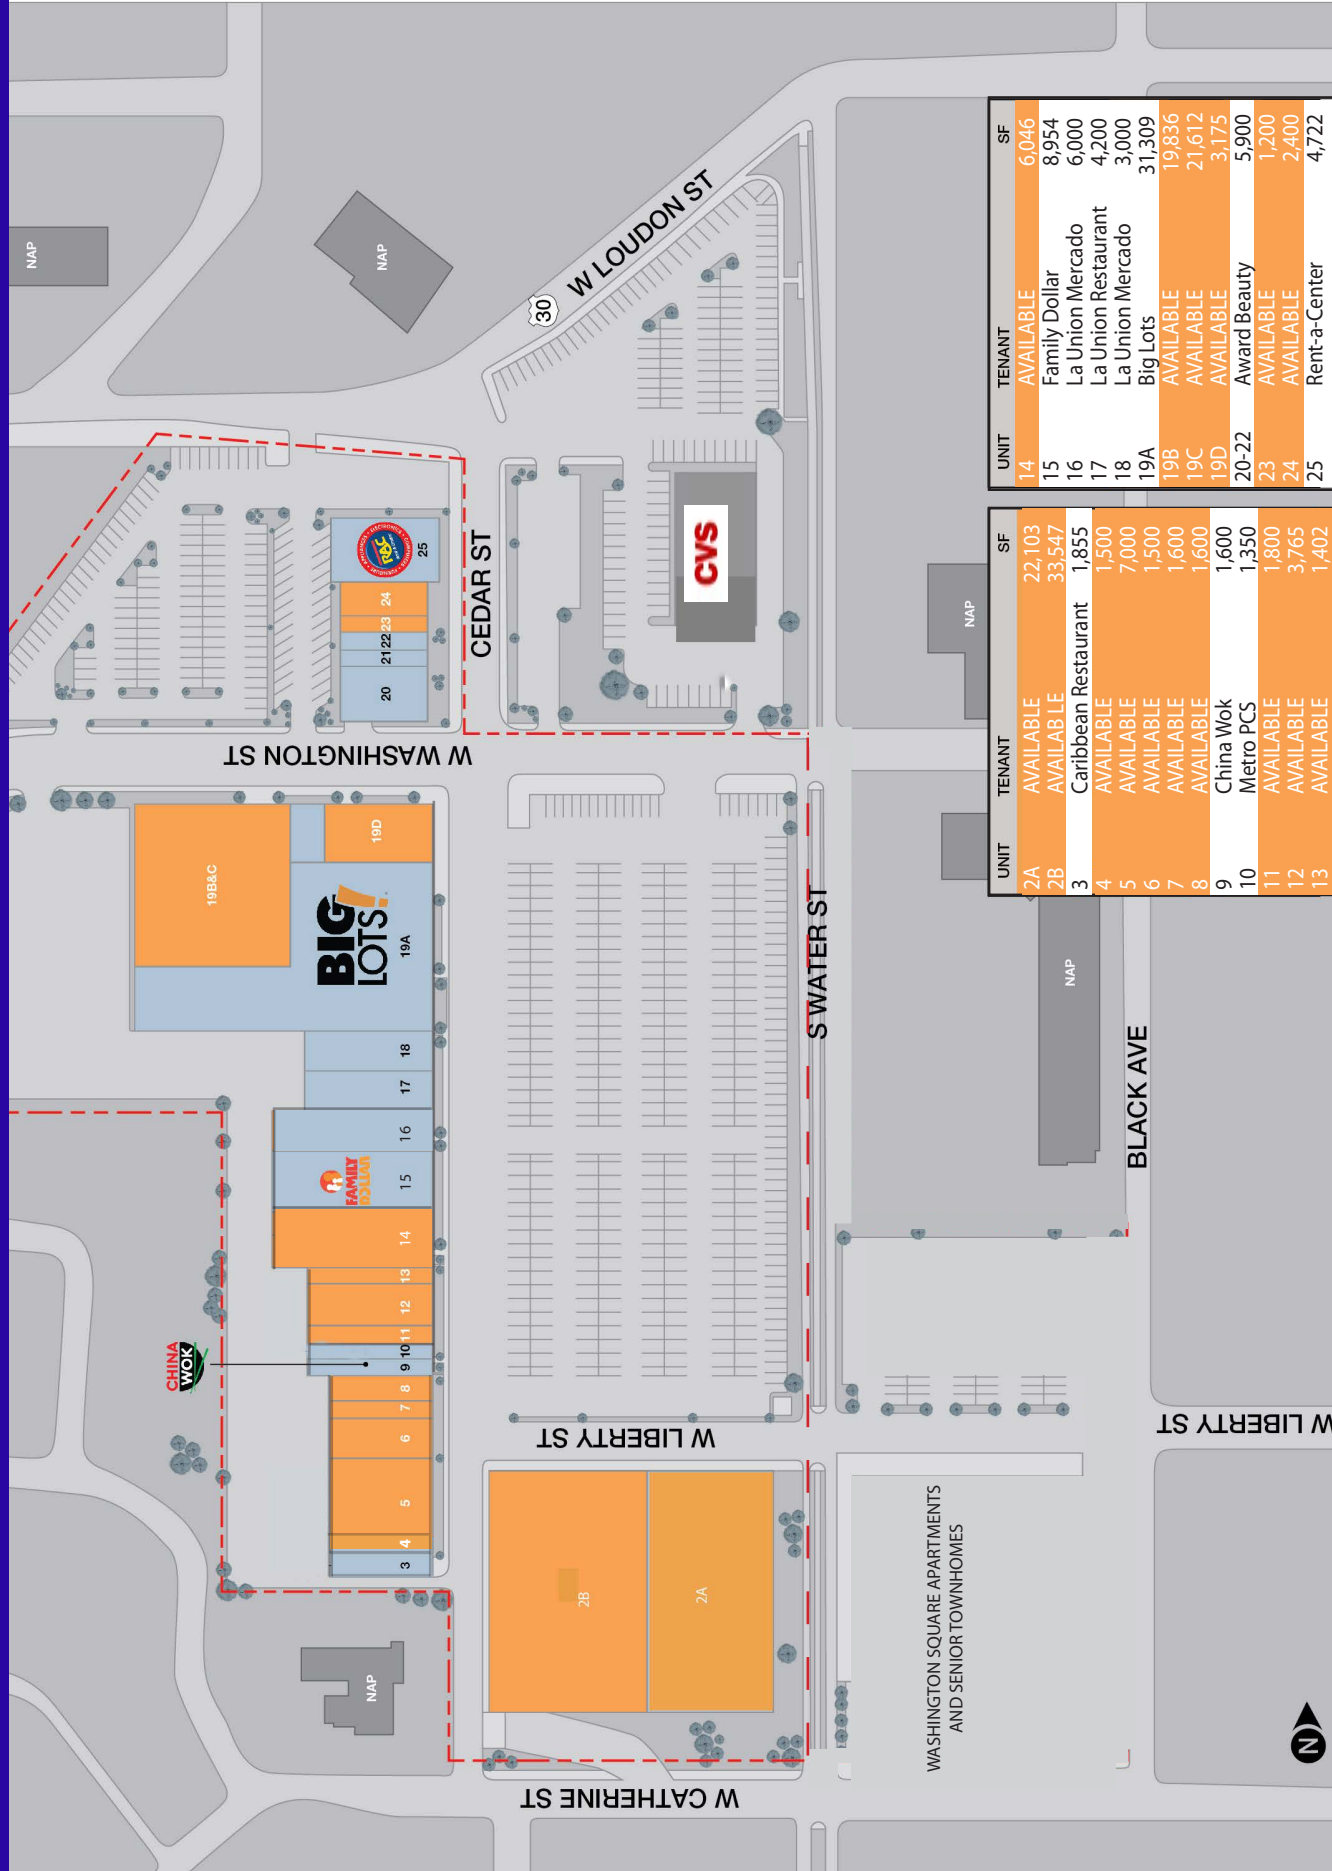 NAP
NAP
30
W LOUDON ST
CEDAR ST
W WASHINGTON ST
RAC
25
24
23
22
21
20
CVS
NAP
19B&C
19D
BIG
LOTS!
19A
18
17
16
15
FAMILY
DOLLAR
14
13
12
11
10
9
8
7
6
5
4
3
CHINA
WOK
S WATER ST
NAP
BLACK AVE
W LIBERTY ST
W LIBERTY ST
2B
2A
NAP
W CATHERINE ST
WASHINGTON SQUARE APARTMENTS
AND SENIOR TOWNHOMES
N
UNIT TENANT SF
2A AVAILABLE 22,103
2B AVAILAB LE 33,547
3 Caribbean Restaurant 1,855
4 AVAILABLE 1,500
5 AVAILABLE 7,000
6 AVAILABLE 1,500
7 AVAILABLE 1,600
8 AVAILABLE 1,600
9 China Wok 1,600
10 Metro PCS 1,350
11 AVAILABLE 1,800
12 AVAILABLE 3,765
13 AVAILABLE 1,402
UNIT TENANT SF
14 AVAILABLE 6,046
15 Family Dollar 8,954
16 La Union Mercado 6,000
17 La Union Restaurant 4,200
18 La Union Mercado 3,000
19A Big Lots 31,309
19B AVAILABLE 19,836
19C AVAILABLE 21,612
19D AVAILABLE 3,175
20-22 Award Beauty 5,900
23 AVAILABLE 1,200
24 AVAILABLE 2,400
25 Rent-a-Center 4,722